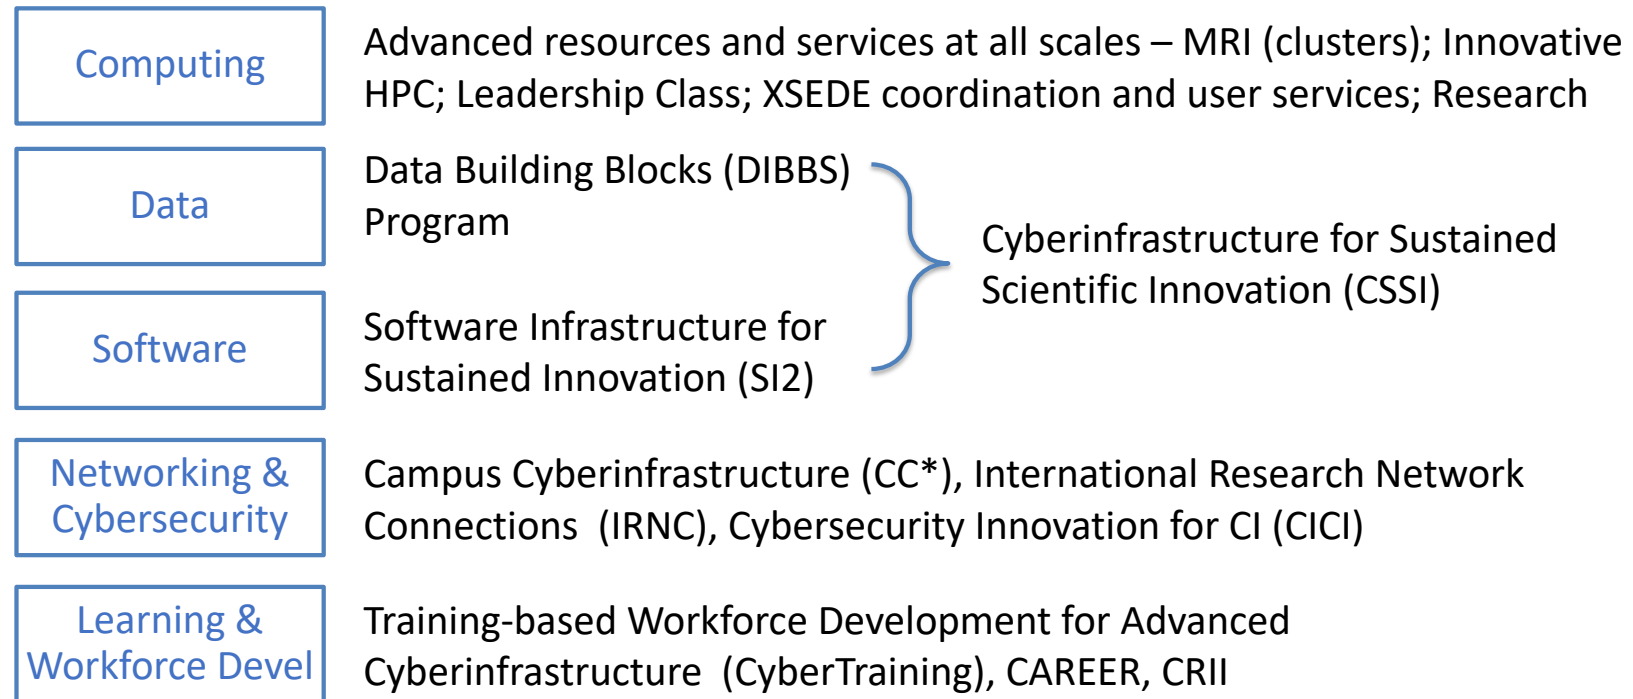 Computing
Advanced resources and services at all scales – MRI (clusters); Innovative
HPC; Leadership Class; XSEDE coordination and user services; Research
Data
Data Building Blocks (DIBBS)
Program
Software
Software Infrastructure for
Sustained Innovation (SI2)
Cyberinfrastructure for Sustained
Scientific Innovation (CSSI)
Networking &
Cybersecurity
Campus Cyberinfrastructure (CC*), International Research Network
Connections  (IRNC), Cybersecurity Innovation for CI (CICI)
Learning &
Workforce Devel
Training-based Workforce Development for Advanced
Cyberinfrastructure  (CyberTraining), CAREER, CRII